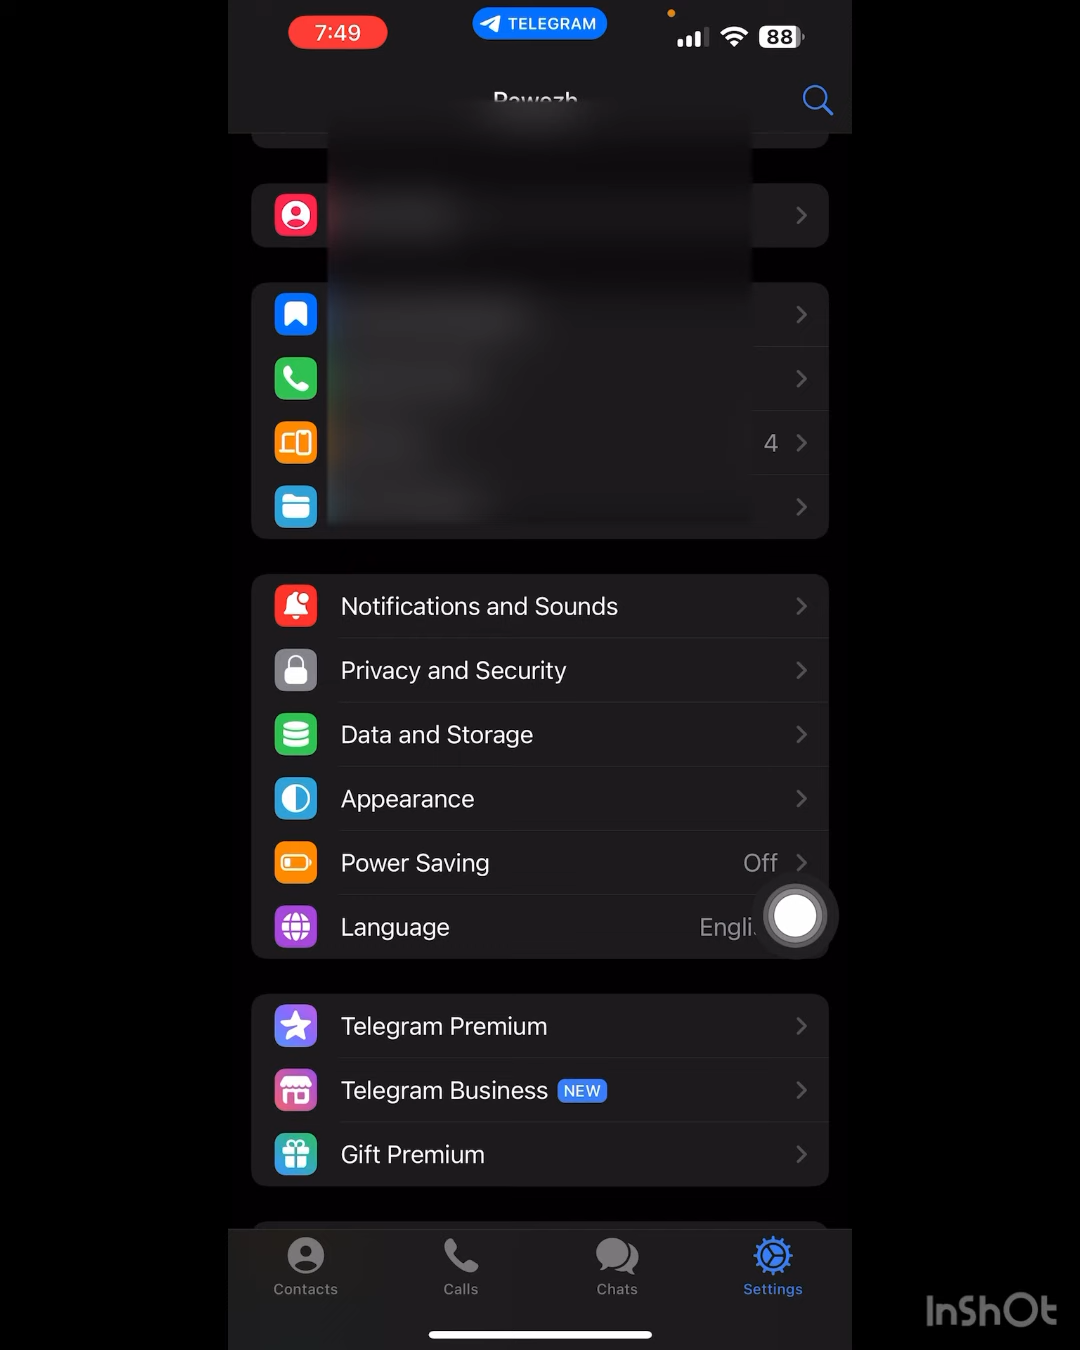 7:49
TELEGRAM
88
4
Notifications and Sounds
Privacy and Security
Data and Storage
Appearance
Power Saving Off
Language
Telegram Premium
Telegram Business NEW
Gift Premium
Contacts Calls Chats Settings
InShOt